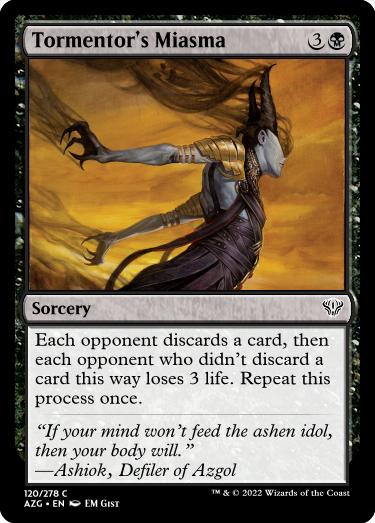 Tormentor's Miasma 3
Sorcery
Each opponent discards a card, then
each opponent who didn't discard a
card this way loses 3 life. Repeat this
process once.
"If your mind won't feed the ashen idol,
then your body will."
—Ashiok, Defiler of Azgol
120/278 C
AZG • EN EM GIST
™ & © 2022 Wizards of the Coast